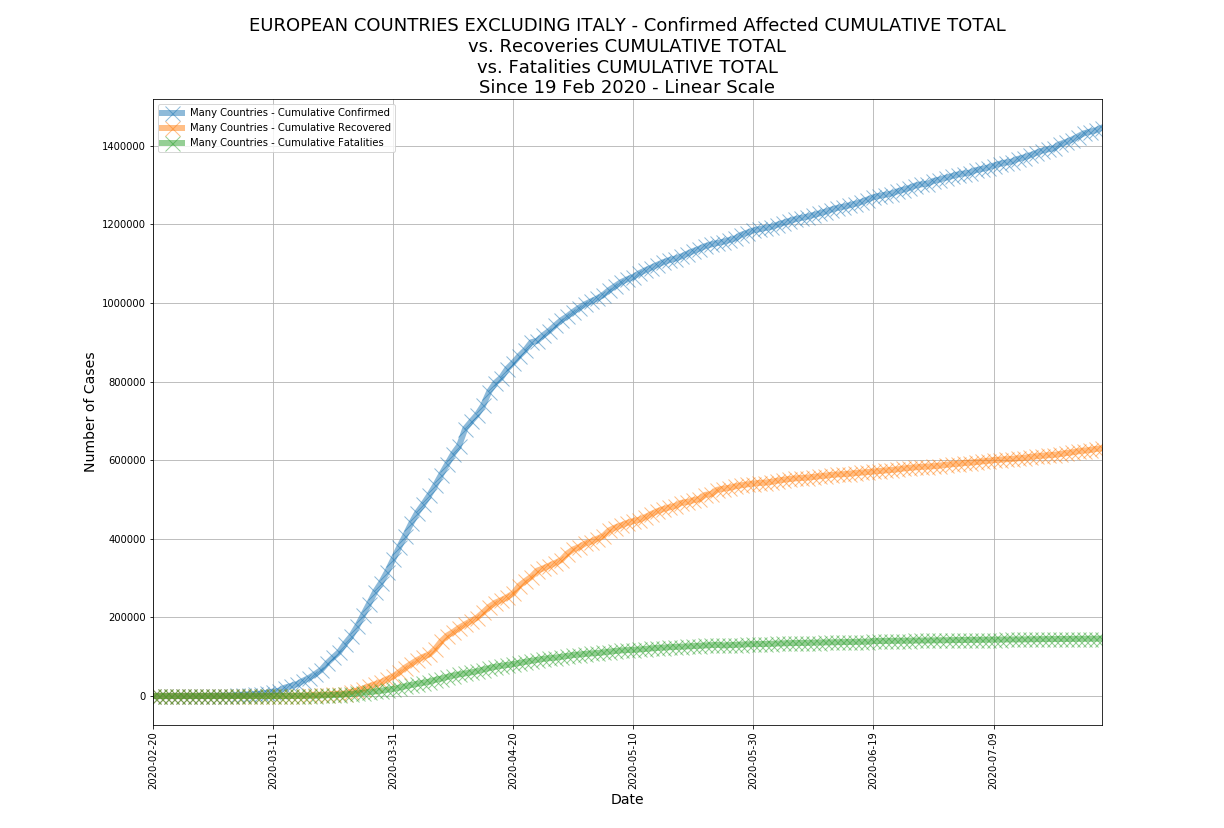 EUROPEAN COUNTRIES EXCLUDING ITALY - Confirmed Affected CUMULATIVE TOTAL
vs. Recoveries CUMULATIVE TOTAL
vs. Fatalities CUMULATIVE TOTAL
Since 19 Feb 2020 - Linear Scale
Many Countries - Cumulative Confirmed
Many Countries - Cumulative Recovered
Many Countries - Cumulative Fatalities
Number of Cases
1400000
1200000
1000000
800000
600000
400000
200000
0
2020-02-20
2020-03-11
2020-03-31
2020-04-20
2020-05-10
2020-05-30
2020-06-19
2020-07-09
Date